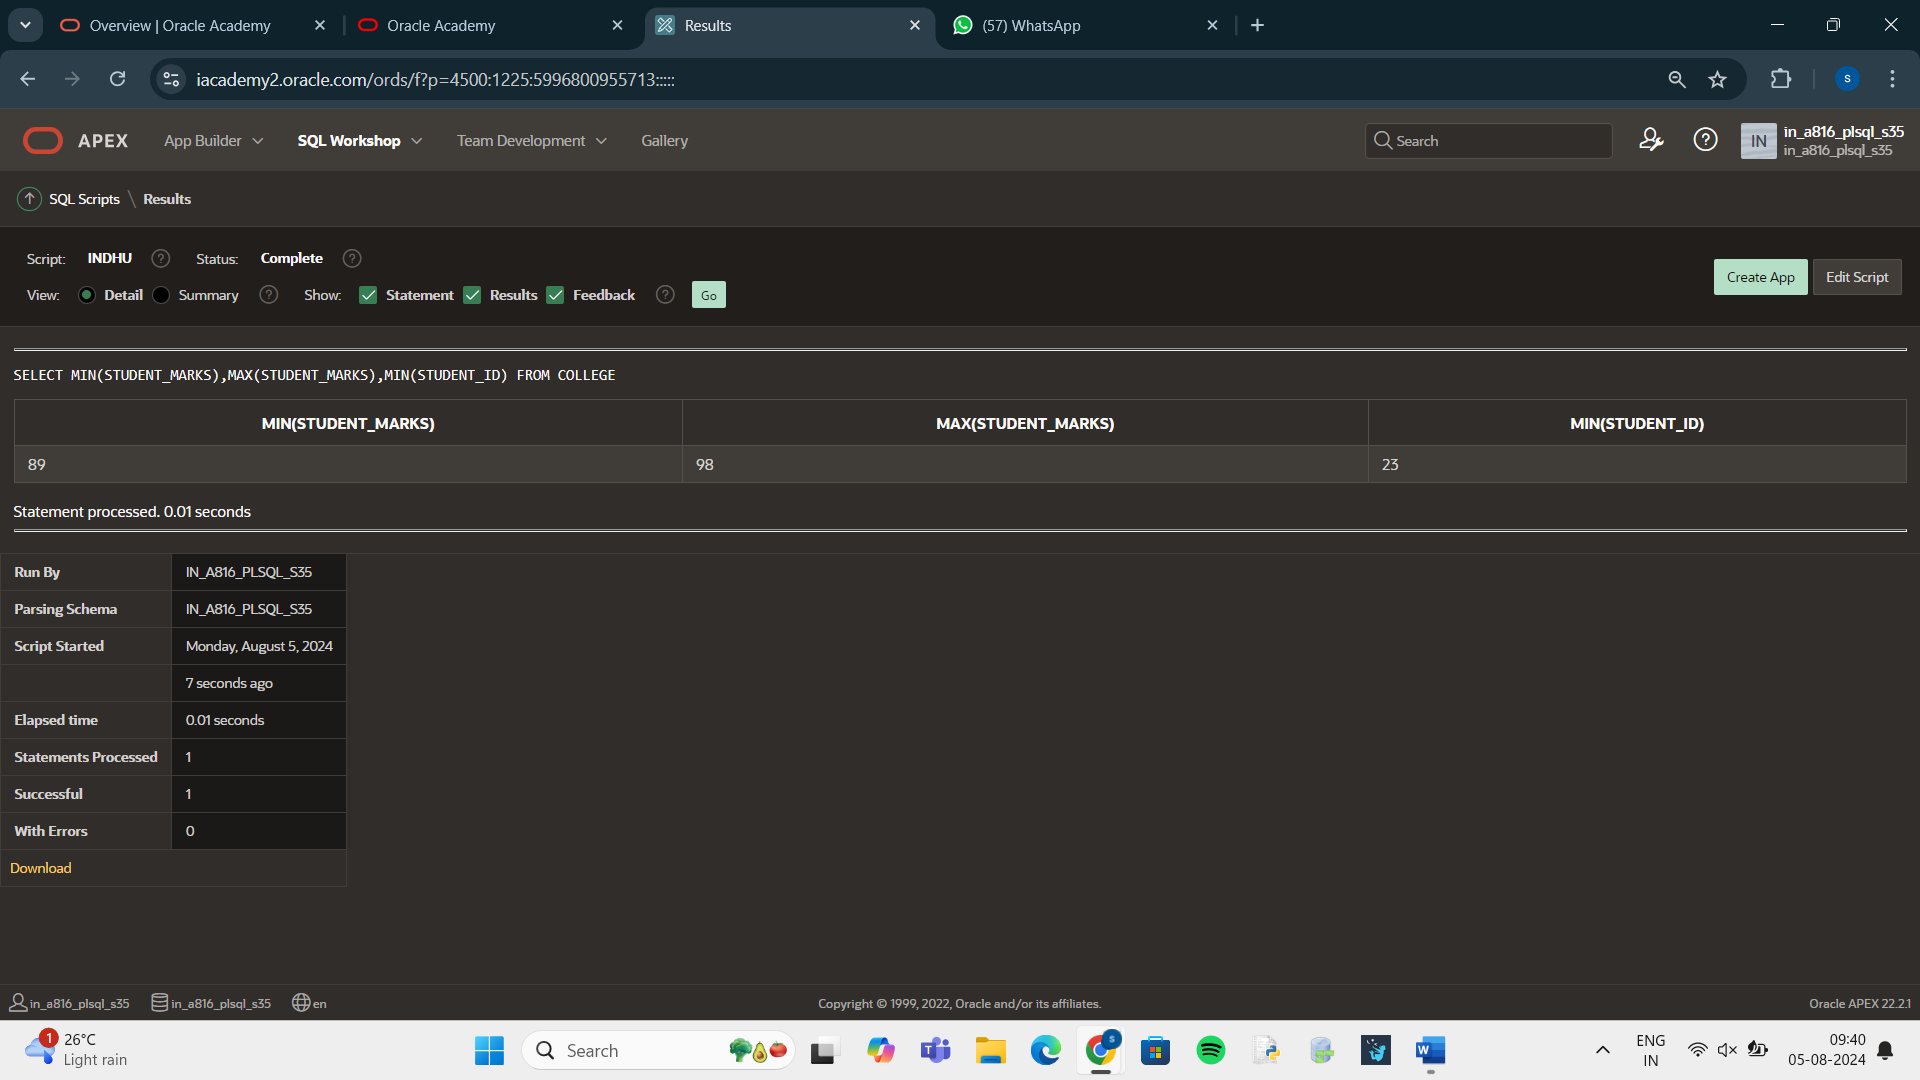 Overview | Oracle Academy
Oracle Academy
Results
(57) WhatsApp
iacademy2.oracle.com/ords/f?p=4500:1225:5996800955713:::::
S
APEX
App Builder
SQL Workshop
Team Development
Gallery
Search
IN
in_a816_plsql_s35
in_a816_plsql_s35
SQL Scripts \ Results
Script: INDHU Status: Complete
View: Detail Summary Show: Statement Results Feedback Go
Create App
Edit Script
SELECT MIN(STUDENT_MARKS),MAX(STUDENT_MARKS),MIN(STUDENT_ID) FROM COLLEGE
MIN(STUDENT_MARKS) MAX(STUDENT_MARKS) MIN(STUDENT_ID)
89 98 23
Statement processed. 0.01 seconds
Run By IN_A816_PLSQL_S35
Parsing Schema IN_A816_PLSQL_S35
Script Started Monday, August 5, 2024
7 seconds ago
Elapsed time 0.01 seconds
Statements Processed 1
Successful 1
With Errors 0
Download
in_a816_plsql_s35 in_a816_plsql_s35 en
Copyright © 1999, 2022, Oracle and/or its affiliates.
Oracle APEX 22.2.1
1
26°C
Light rain
Search
ENG
IN
09:40
05-08-2024